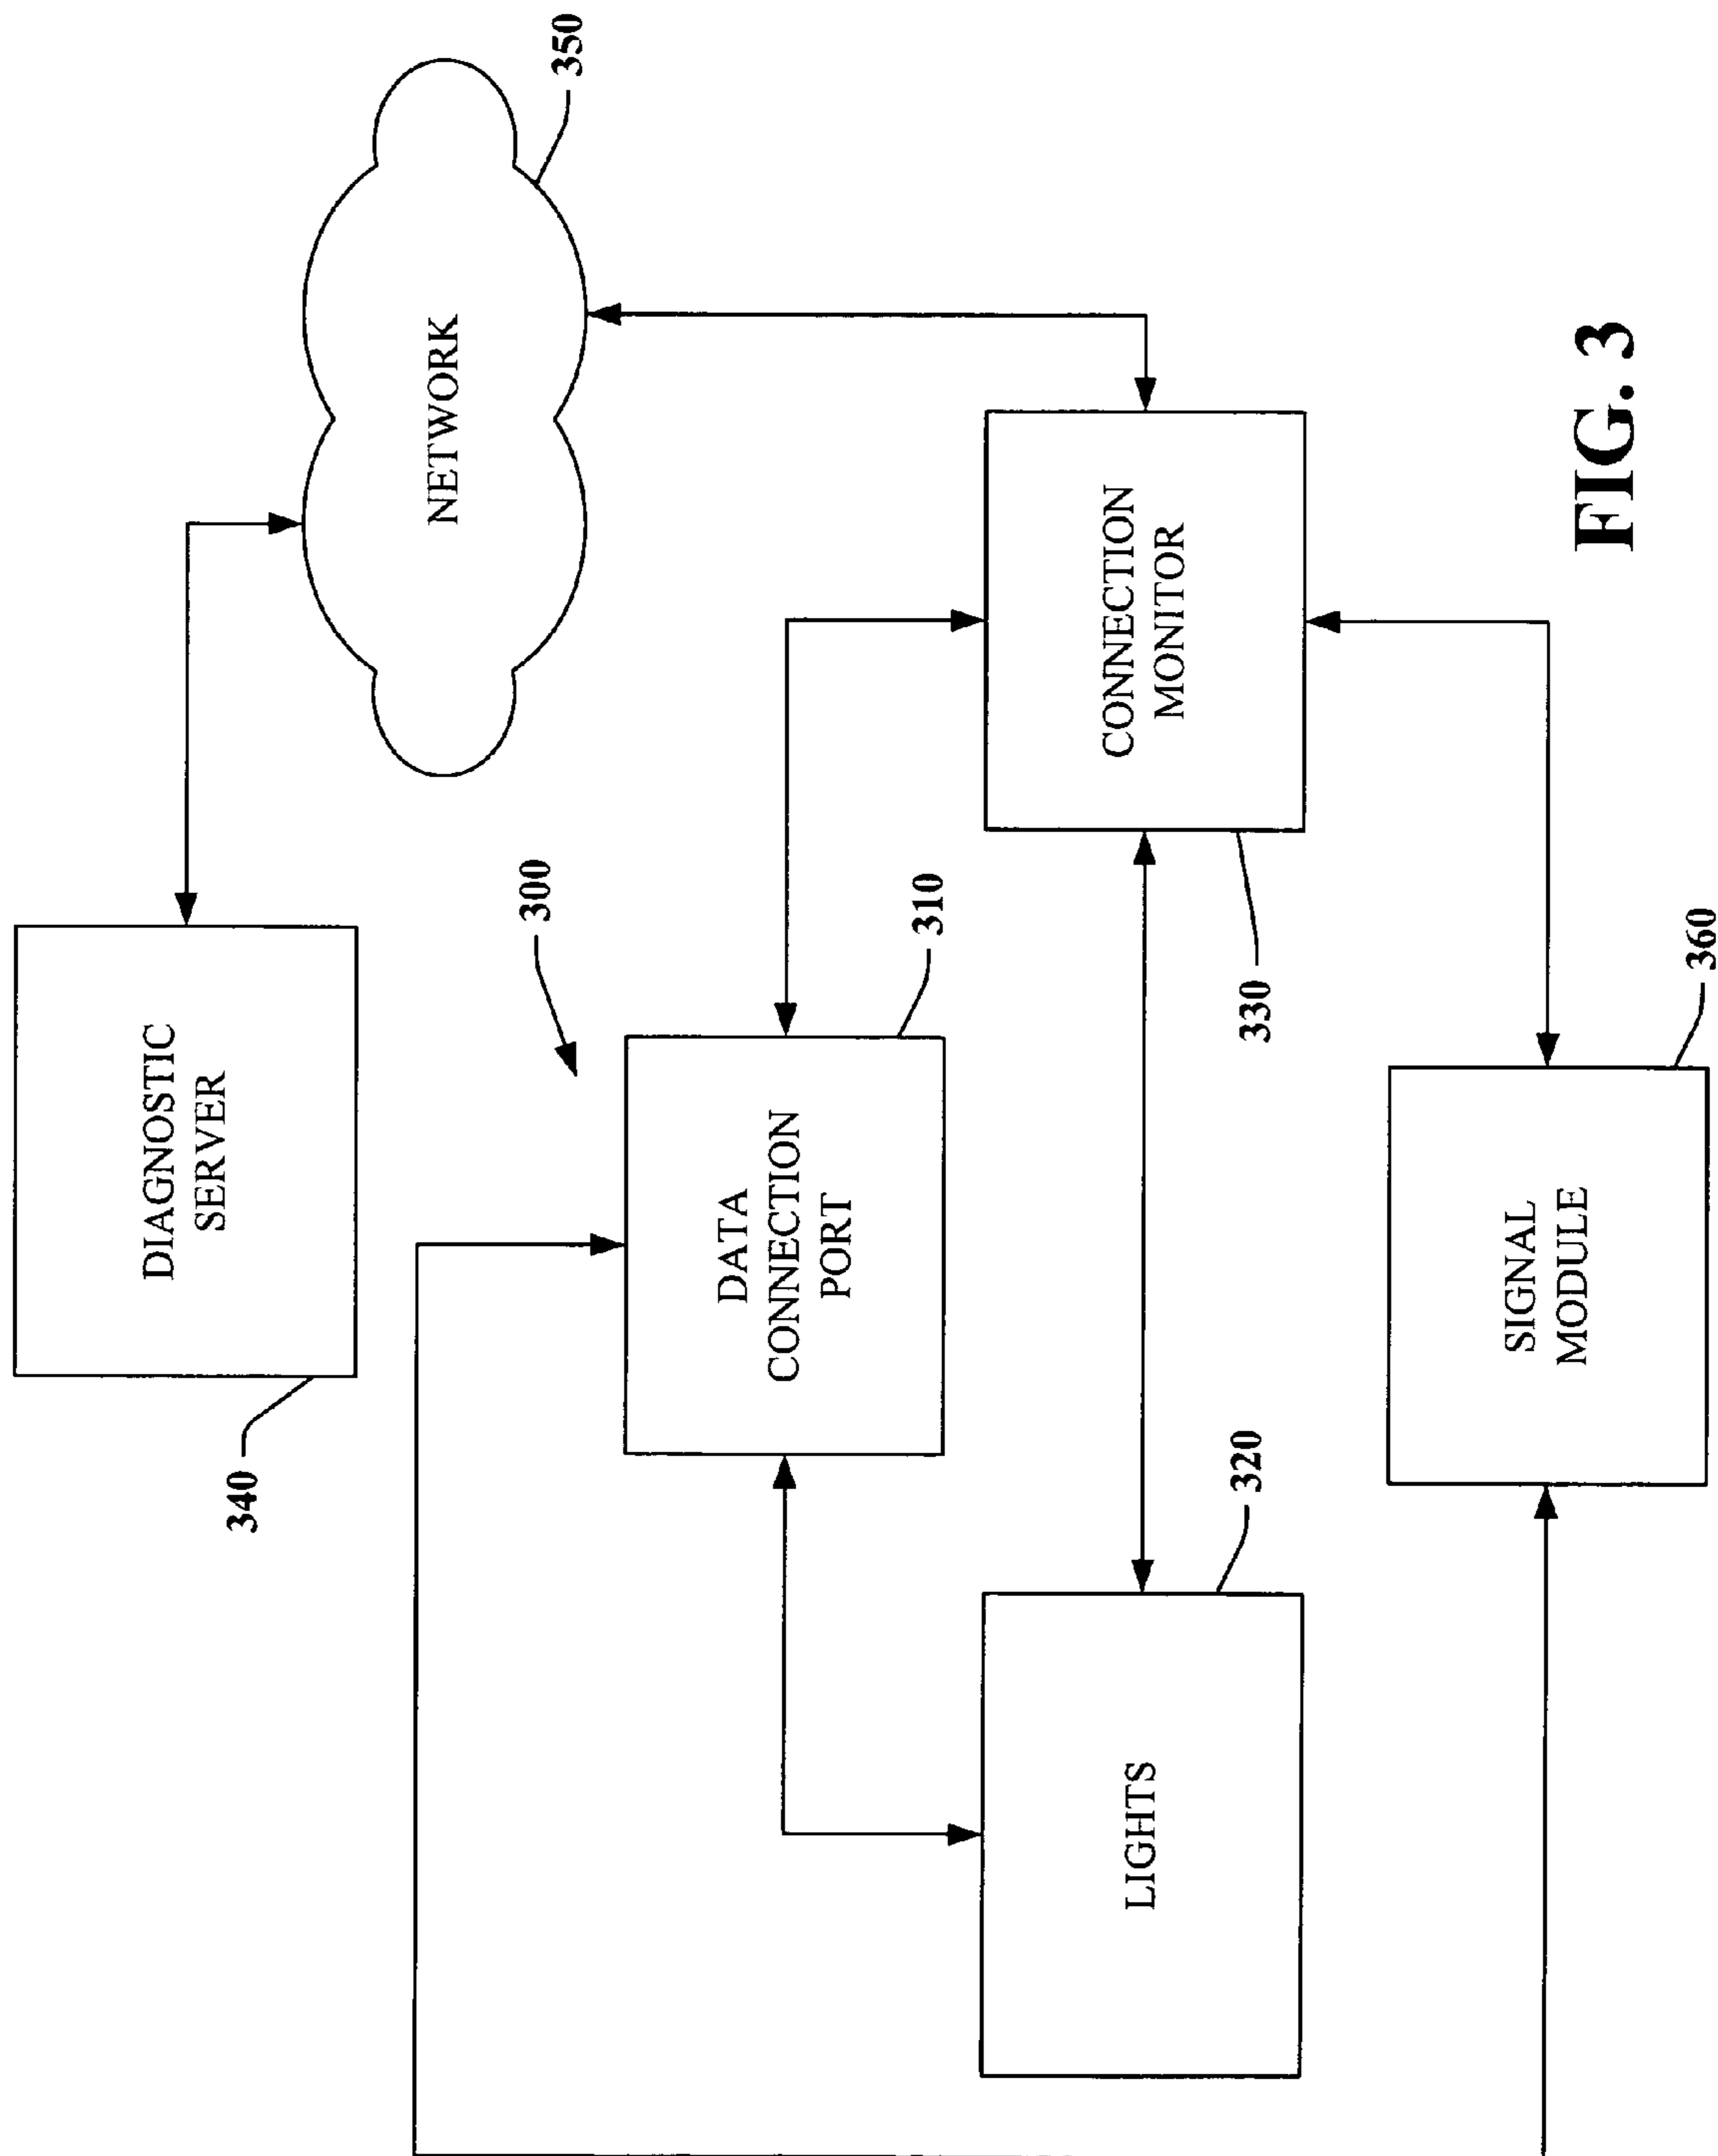 340
DIAGNOSTIC
SERVER
350
NETWORK
300
310
DATA
CONNECTION
PORT
320
LIGHTS
330
CONNECTION
MONITOR
360
SIGNAL
MODULE
FIG. 3